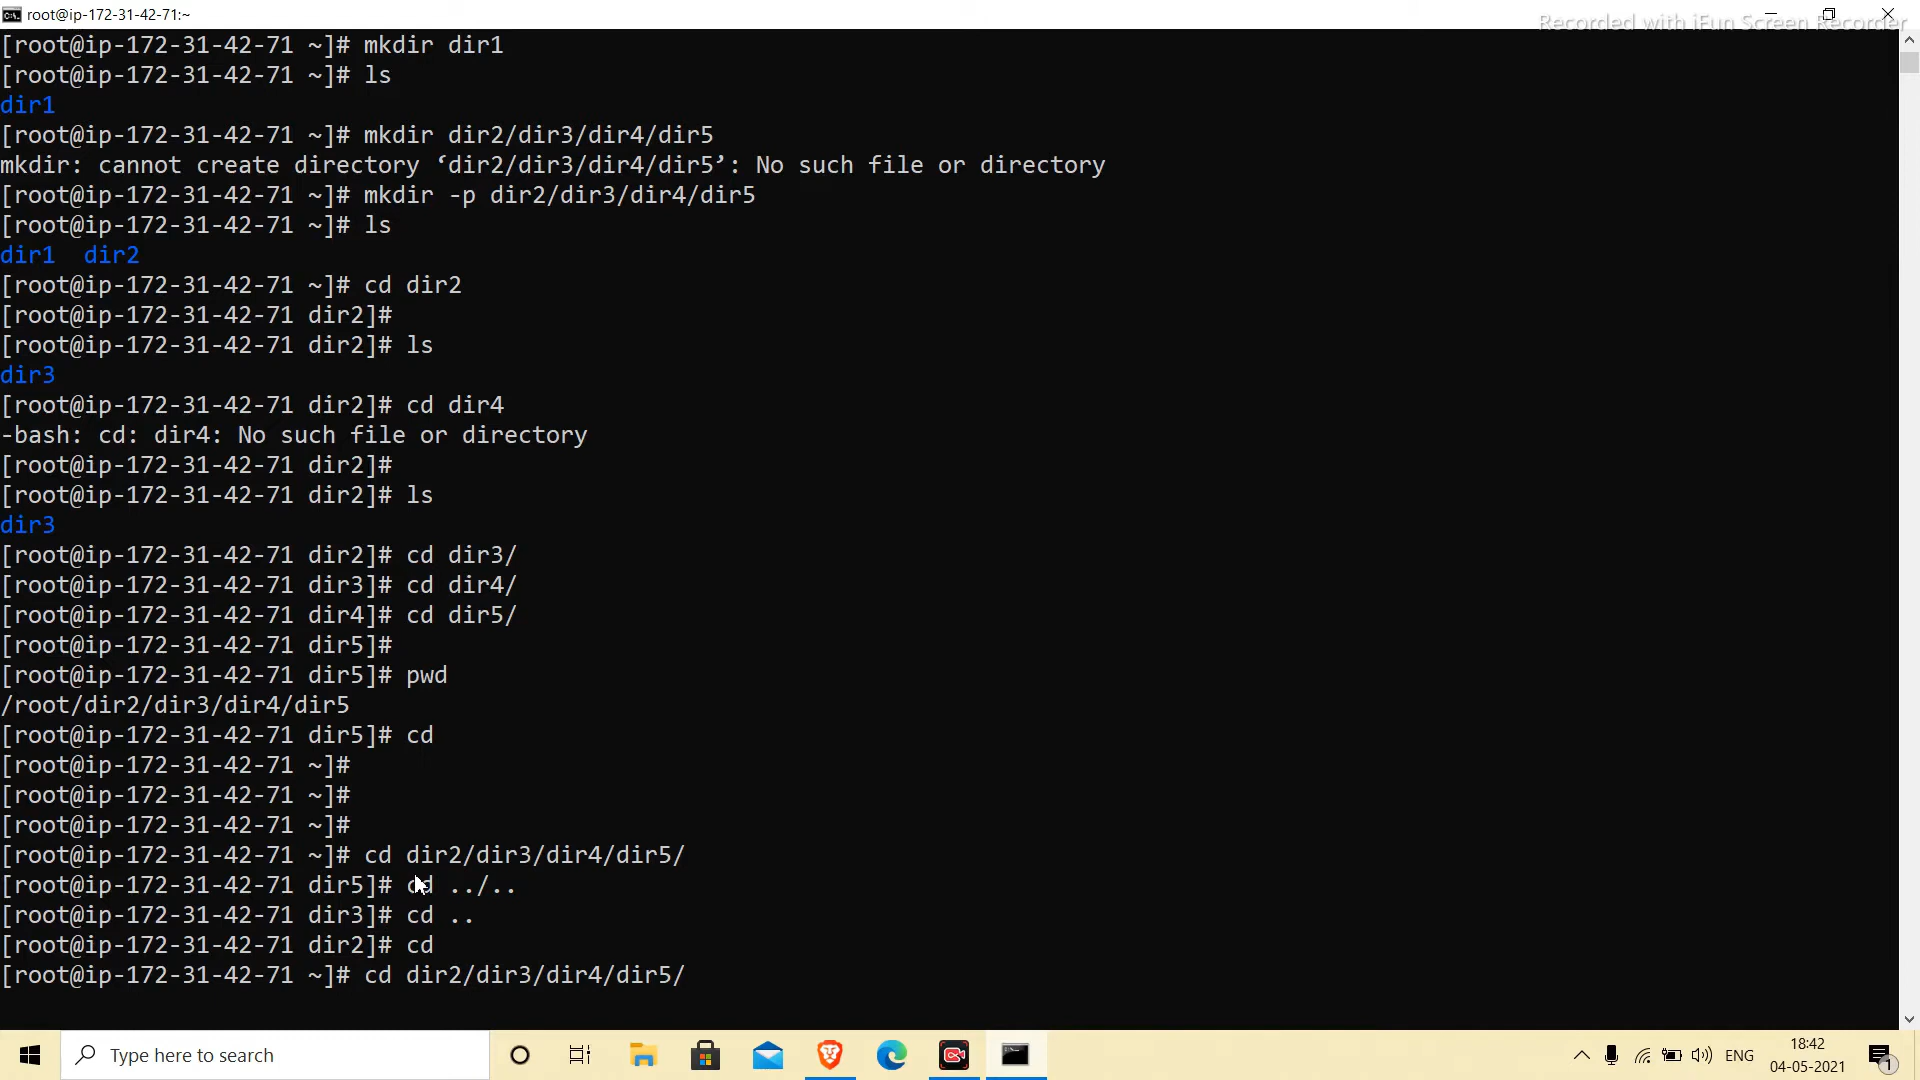 root@ip-172-31-42-71:~
Recorded with iFun Screen Recorder
[root@ip-172-31-42-71 ~]# mkdir dir1
[root@ip-172-31-42-71 ~]# ls
dir1
[root@ip-172-31-42-71 ~]# mkdir dir2/dir3/dir4/dir5
mkdir: cannot create directory ‘dir2/dir3/dir4/dir5’: No such file or directory
[root@ip-172-31-42-71 ~]# mkdir -p dir2/dir3/dir4/dir5
[root@ip-172-31-42-71 ~]# ls
dir1  dir2
[root@ip-172-31-42-71 ~]# cd dir2
[root@ip-172-31-42-71 dir2]#
[root@ip-172-31-42-71 dir2]# ls
dir3
[root@ip-172-31-42-71 dir2]# cd dir4
-bash: cd: dir4: No such file or directory
[root@ip-172-31-42-71 dir2]#
[root@ip-172-31-42-71 dir2]# ls
dir3
[root@ip-172-31-42-71 dir2]# cd dir3/
[root@ip-172-31-42-71 dir3]# cd dir4/
[root@ip-172-31-42-71 dir4]# cd dir5/
[root@ip-172-31-42-71 dir5]#
[root@ip-172-31-42-71 dir5]# pwd
/root/dir2/dir3/dir4/dir5
[root@ip-172-31-42-71 dir5]# cd
[root@ip-172-31-42-71 ~]#
[root@ip-172-31-42-71 ~]#
[root@ip-172-31-42-71 ~]#
[root@ip-172-31-42-71 ~]# cd dir2/dir3/dir4/dir5/
[root@ip-172-31-42-71 dir5]# cd ../..
[root@ip-172-31-42-71 dir3]# cd ..
[root@ip-172-31-42-71 dir2]# cd
[root@ip-172-31-42-71 ~]# cd dir2/dir3/dir4/dir5/
Type here to search
ENG
18:42
04-05-2021
1